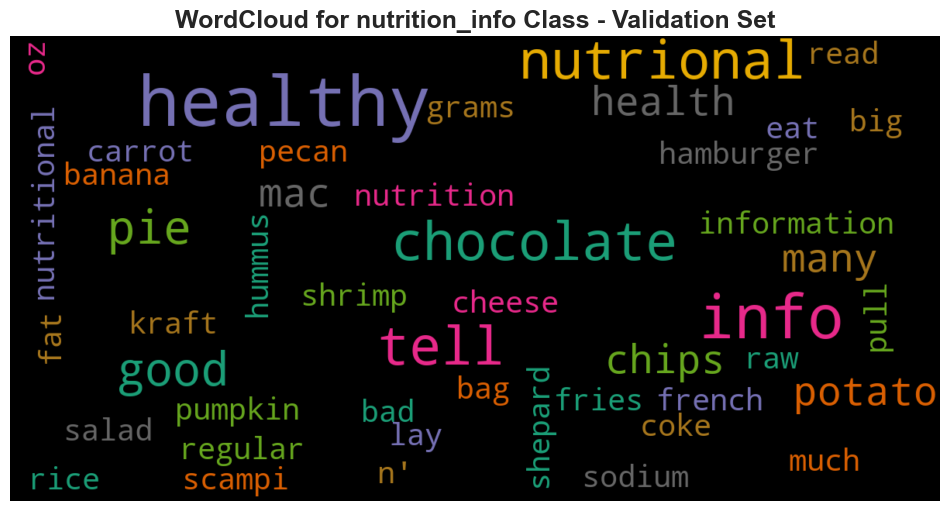 WordCloud for nutrition_info Class - Validation Set
oz
nutrional
read
healthy
grams
health
eat
big
carrot
pecan
hamburger
banana
mac
nutrition
nutritional
pie
hummus
chocolate
information
many
shrimp
cheese
info
pull
fat
kraft
tell
good
chips
raw
bag
potato
shepard
fries
french
pumpkin
bad
coke
salad
lay
regular
much
rice
scampi
n'
sodium